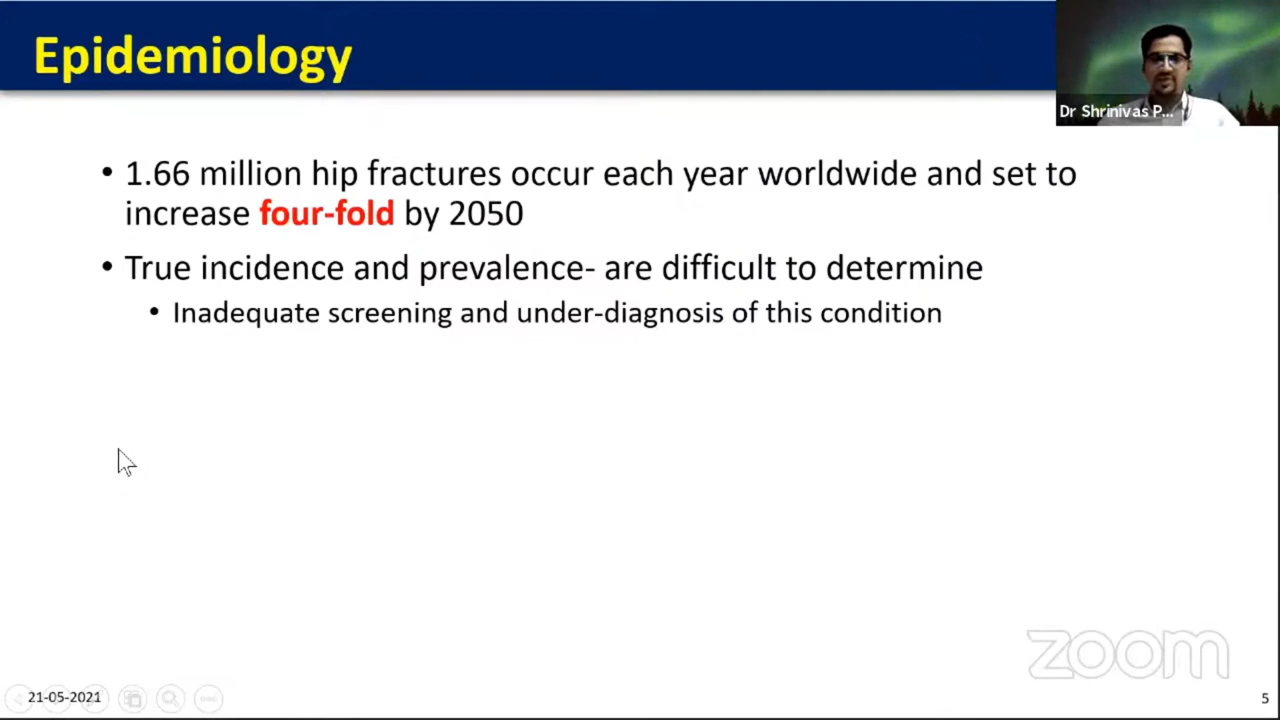 Epidemiology
Dr Shrinivas P...
• 1.66 million hip fractures occur each year worldwide and set to
increase four-fold by 2050
• True incidence and prevalence- are difficult to determine
• Inadequate screening and under-diagnosis of this condition
zoom
21-05-2021
5